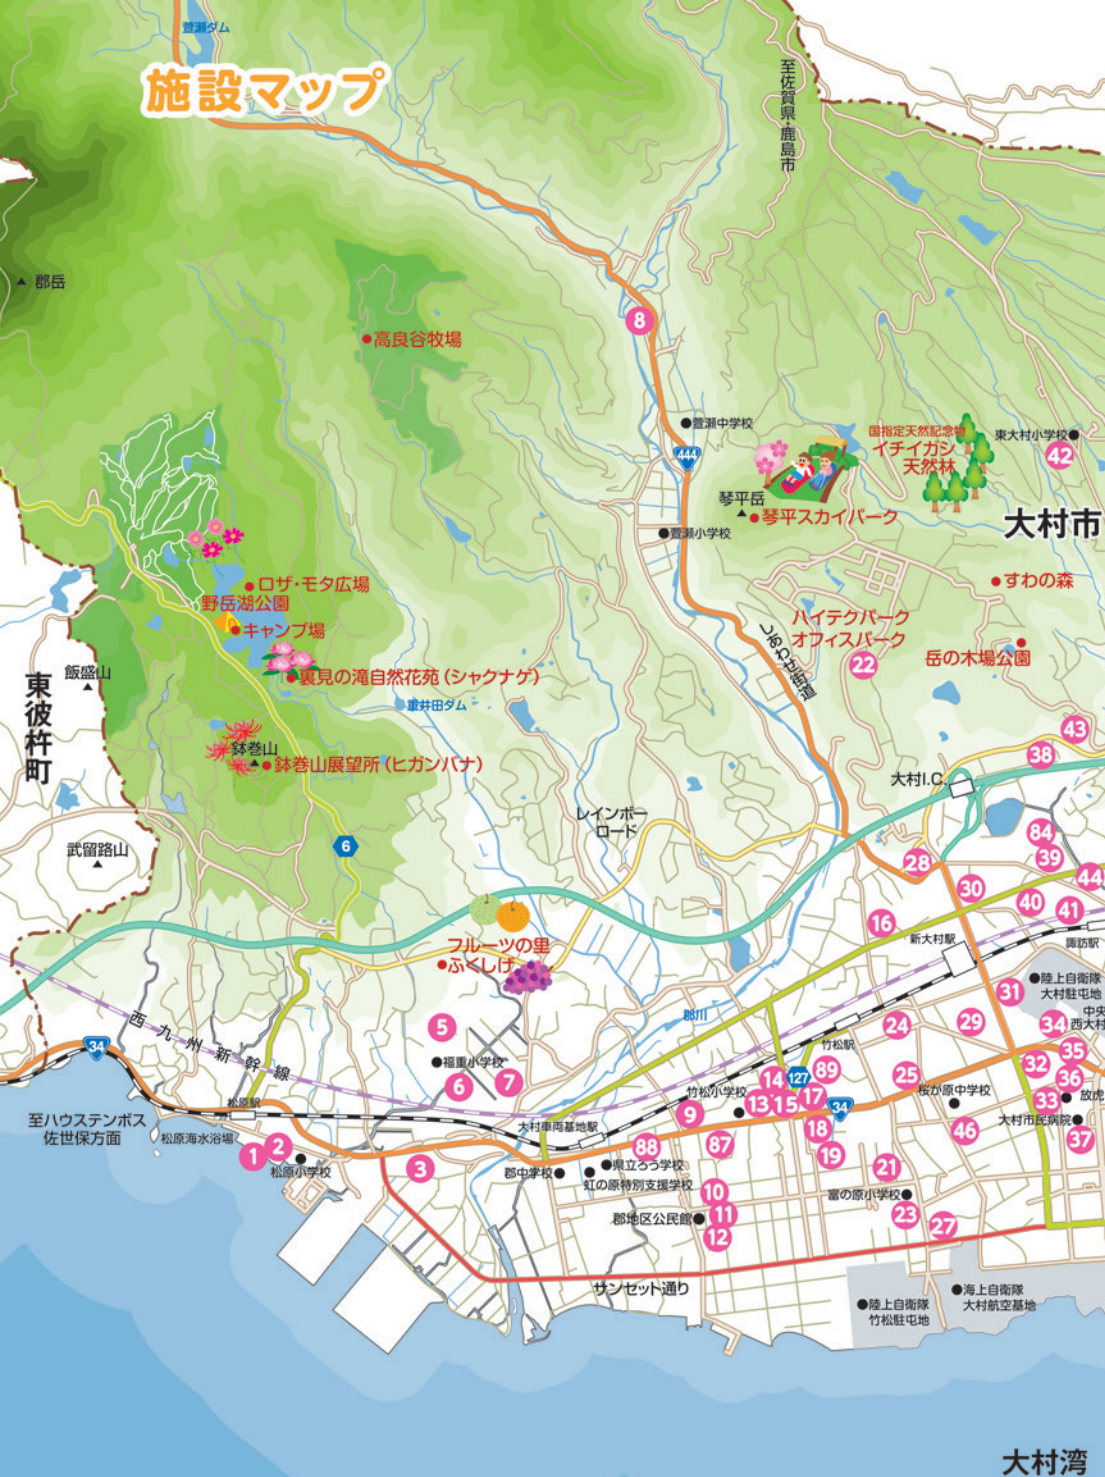 萱瀬ダム
施設マップ
至佐賀県・鹿島市
郡岳
高良谷牧場
8
萱瀬中学校
444
国指定天然記念物
イチイガシ
天然林
東大村小学校
42
琴平岳
琴平スカイパーク
大村市
萱瀬小学校
ロザ・モタ広場
野岳湖公園
キャンプ場
すわの森
ハイテクパーク
オフィスパーク
22
しあわせ街道
岳の木場公園
東彼杵町
飯盛山
裏見の滝自然花苑(シャクナゲ)
重井田ダム
鉢巻山
鉢巻山展望所(ヒガンバナ)
43
38
大村I.C.
レインボー
ロード
武留路山
6
84
39
28
44
30
40
41
16
新大村駅
諏訪駅
フルーツの里
ふくしげ
陸上自衛隊
大村駐屯地
31
中央
西大村
34
郡川
5
西九州新幹線
34
24
29
竹松駅
35
32
福重小学校
6
7
14
127
89
25
36
竹松小学校
17
桜が原中学校
33
放虎
松原駅
9
13
15
34
至ハウステンボス
佐世保方面
松原海水浴場
大村車両基地駅
18
46
大村市民病院
37
1
2
松原小学校
3
88
87
19
郡中学校
県立ろう学校
虹の原特別支援学校
21
10
富の原小学校
郡地区公民館
11
23
12
27
サンセット通り
陸上自衛隊
竹松駐屯地
海上自衛隊
大村航空基地
大村湾